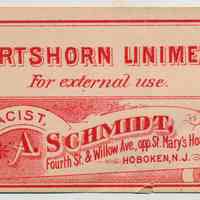 RTSHORN LINIME
For external use.
ACIST,
A. SCHMIDT,
Fourth St. & Willow Ave., opp. St. Mary's Ho
HOBOKEN, N.J.